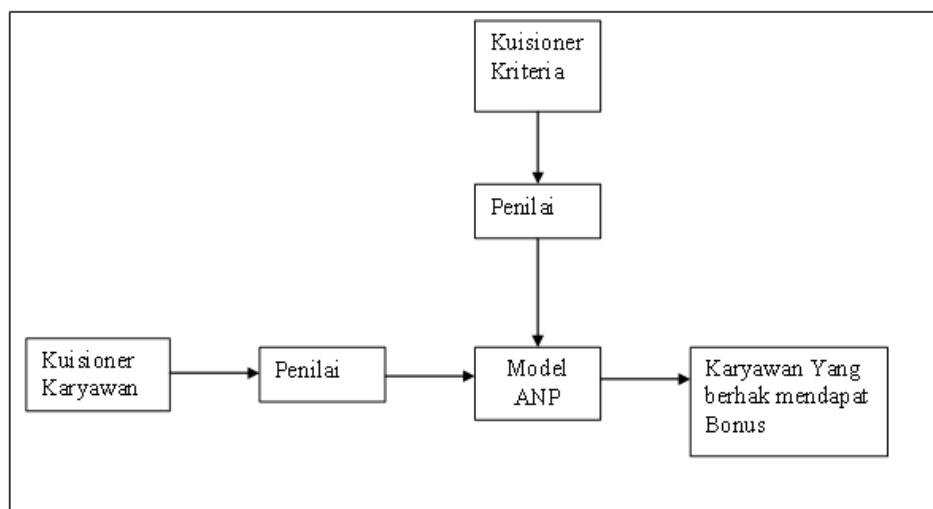 Kuisioner
Kriteria
Penilai
Kuisioner
Karyawan
Penilai
Model
ANP
Karyawan Yang
berhak mendapat
Bonus